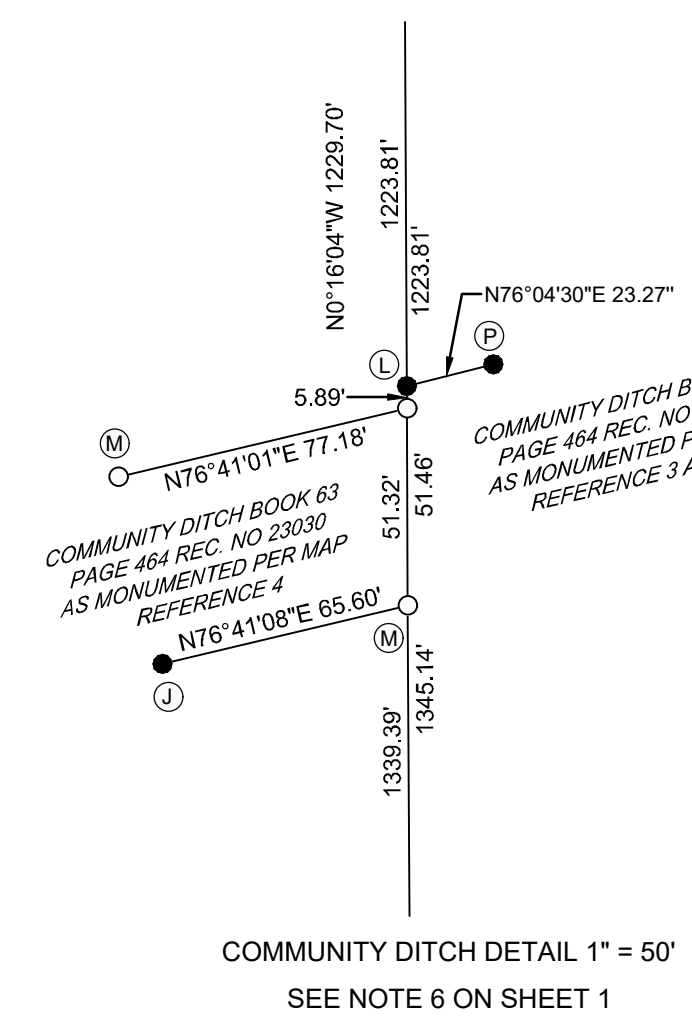 N0°16'04"W 1229.70'
1223.81'
1223.81'
N76°04'30"E 23.27"
P
L
5.89'
M
N76°41'01"E 77.18'
COMMUNITY DITCH B
PAGE 464 REC. NO
AS MONUMENTED P
REFERENCE 3 A
51.32'
51.46'
COMMUNITY DITCH BOOK 63
PAGE 464 REC. NO 23030
AS MONUMENTED PER MAP
REFERENCE 4
N76°41'08"E 65.60'
M
J
1345.14'
1339.39'
COMMUNITY DITCH DETAIL 1" = 50'
SEE NOTE 6 ON SHEET 1